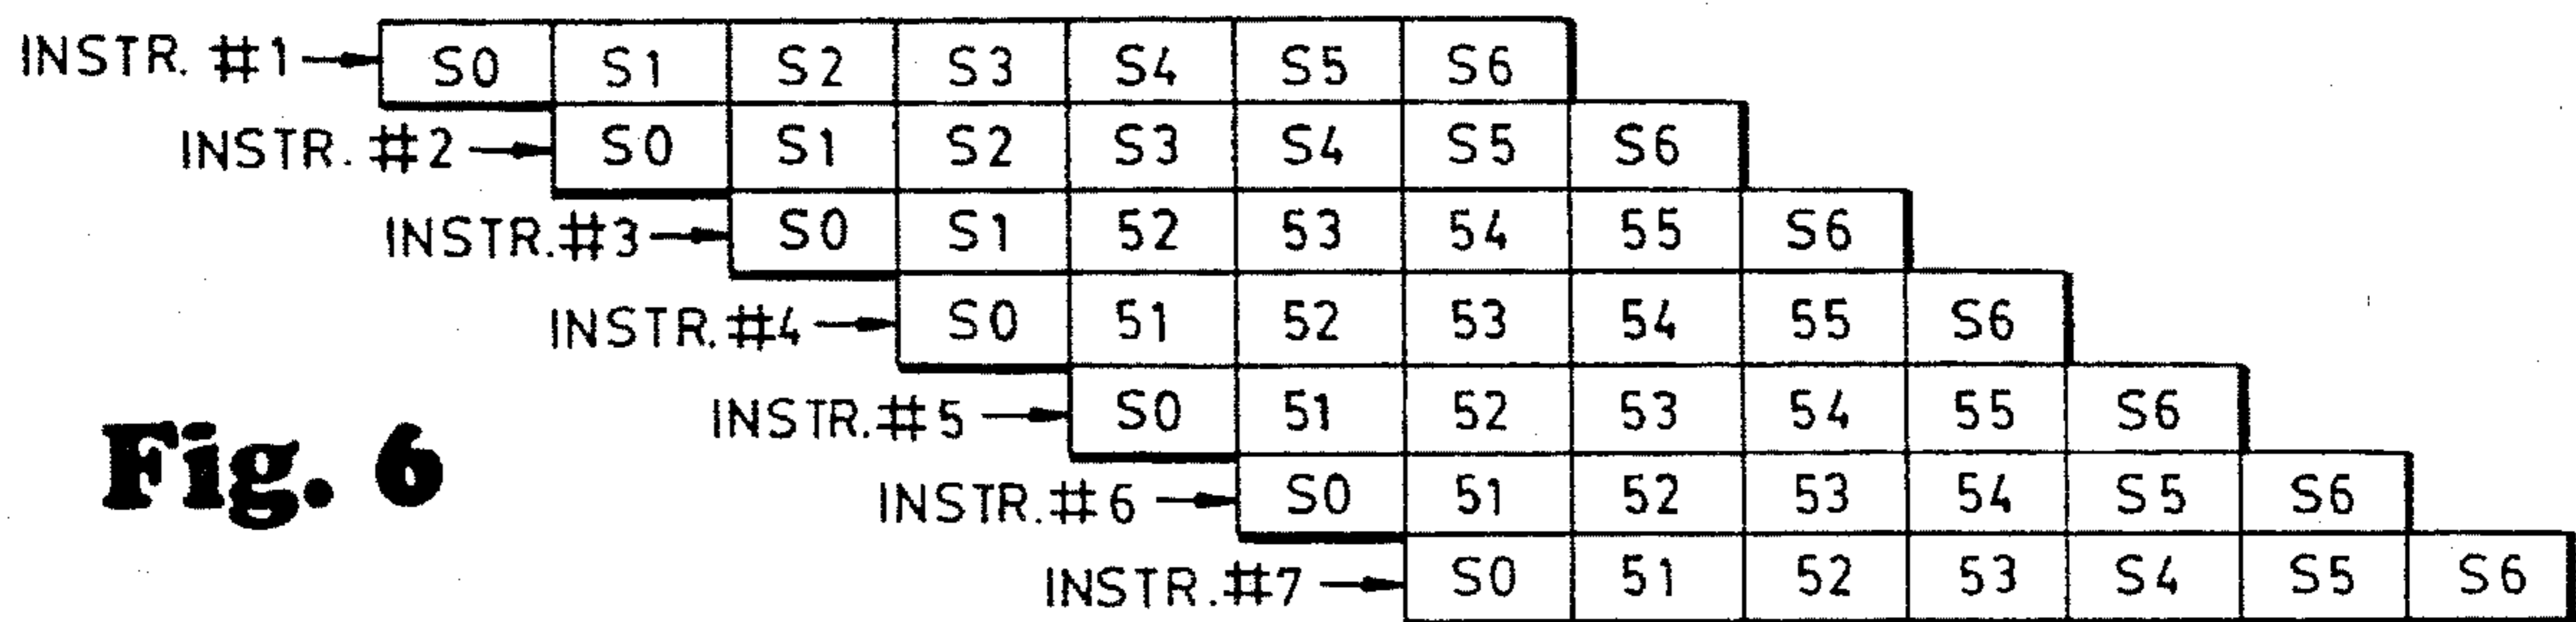 INSTR. #1 S0 S1 S2 S3 S4 S5 S6
INSTR. #2 S0 S1 S2 S3 S4 S5 S6
INSTR.#3 S0 S1 52 53 54 55 S6
INSTR.#4 S0 51 52 53 54 55 S6
INSTR.#5 S0 51 52 53 54 55 S6
INSTR.#6 S0 51 52 53 54 S5 S6
INSTR.#7 S0 51 52 53 S4 S5 S6
Fig. 6